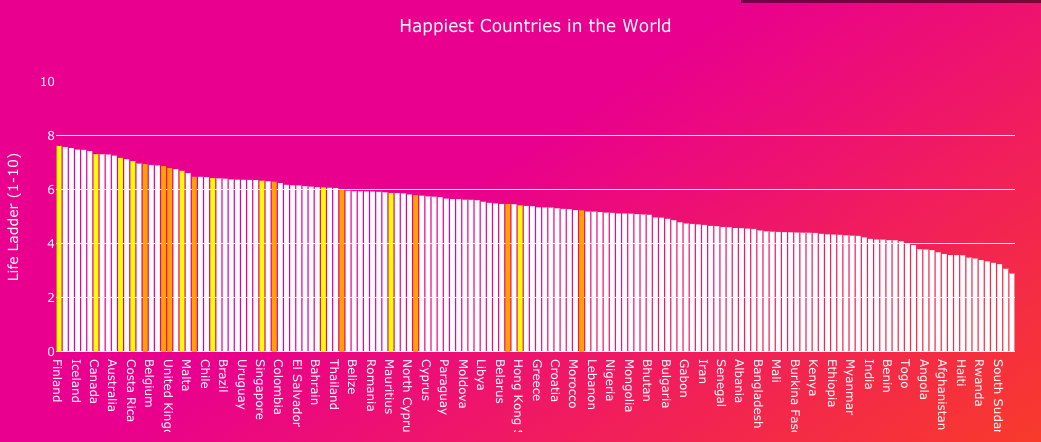 Happiest Countries in the World
Life Ladder (1-10)
10
8
6
4
2
0
Finland
Iceland
Canada
Australia
Costa Rica
Belgium
United Kingd
Malta
Chile
Brazil
Uruguay
Singapore
Colombia
El Salvador
Bahrain
Thailand
Belize
Romania
Mauritius
North Cypru
Cyprus
Paraguay
Moldova
Libya
Belarus
Hong Kong S
Greece
Croatia
Morocco
Lebanon
Nigeria
Mongolia
Bhutan
Bulgaria
Gabon
Iran
Senegal
Albania
Bangladesh
Mali
Burkina Faso
Kenya
Ethiopia
Myanmar
India
Benin
Togo
Angola
Afghanistan
Haiti
Rwanda
South Sudan